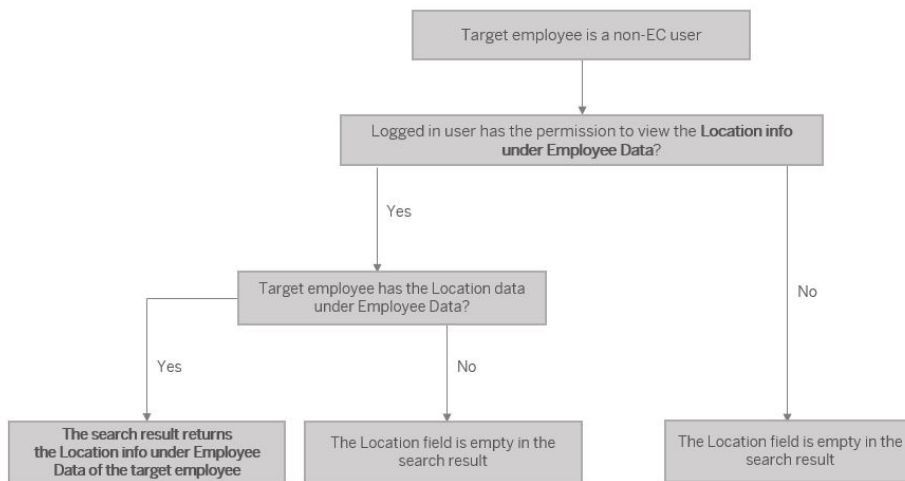 Target employee is a non-EC user
Logged in user has the permission to view the Location info
under Employee Data?
Yes
No
Target employee has the Location data
under Employee Data?
Yes
No
The search result returns
the Location info under Employee
Data of the target employee
The Location field is empty in the
search result
The Location field is empty in the
search result